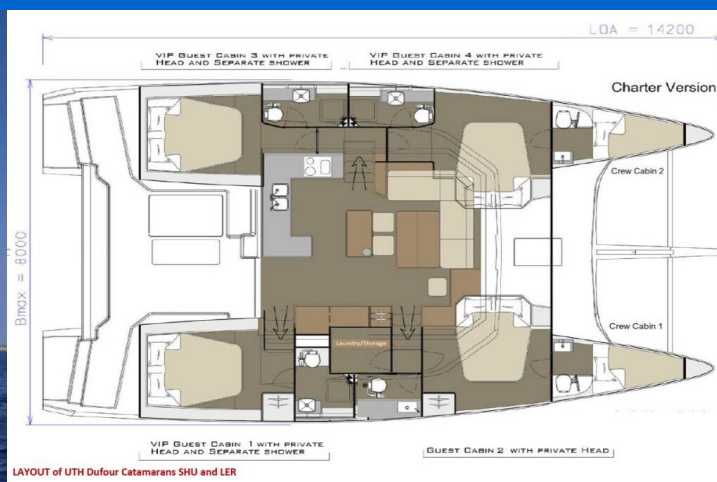 LOA = 14200
VIP GUEST CABIN 3 WITH PRIVATE
HEAD AND SEPARATE SHOWER
VIP GUEST CABIN 4 WITH PRIVATE
HEAD AND SEPARATE SHOWER
Charter Version
Crew Cabin 2
Bmax = 8000
Crew Cabin 1
Laundry/Storage
VIP GUEST CABIN 1 WITH PRIVATE
HEAD AND SEPARATE SHOWER
GUEST CABIN 2 WITH PRIVATE HEAD
LAYOUT of UTH Dufour Catamarans SHU and LER